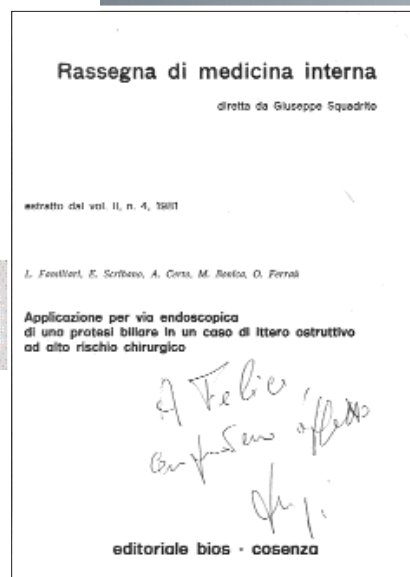 Rassegna di medicina interna
diretta da Giuseppe Squadrito
estratto dal vol. II, n. 4, 1981
L. Familiari, E. Scribano, A. Certo, M. Bonica, O. Ferraù
Applicazione per via endoscopica
di una protesi biliare in un caso di ittero ostruttivo
ad alto rischio chirurgico
A Felice,
con affetto
editoriale bios - cosenza